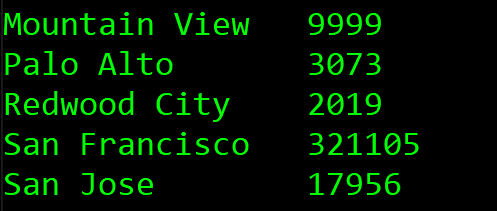 Mountain View   9999
Palo Alto       3073
Redwood City    2019
San Francisco   321105
San Jose        17956